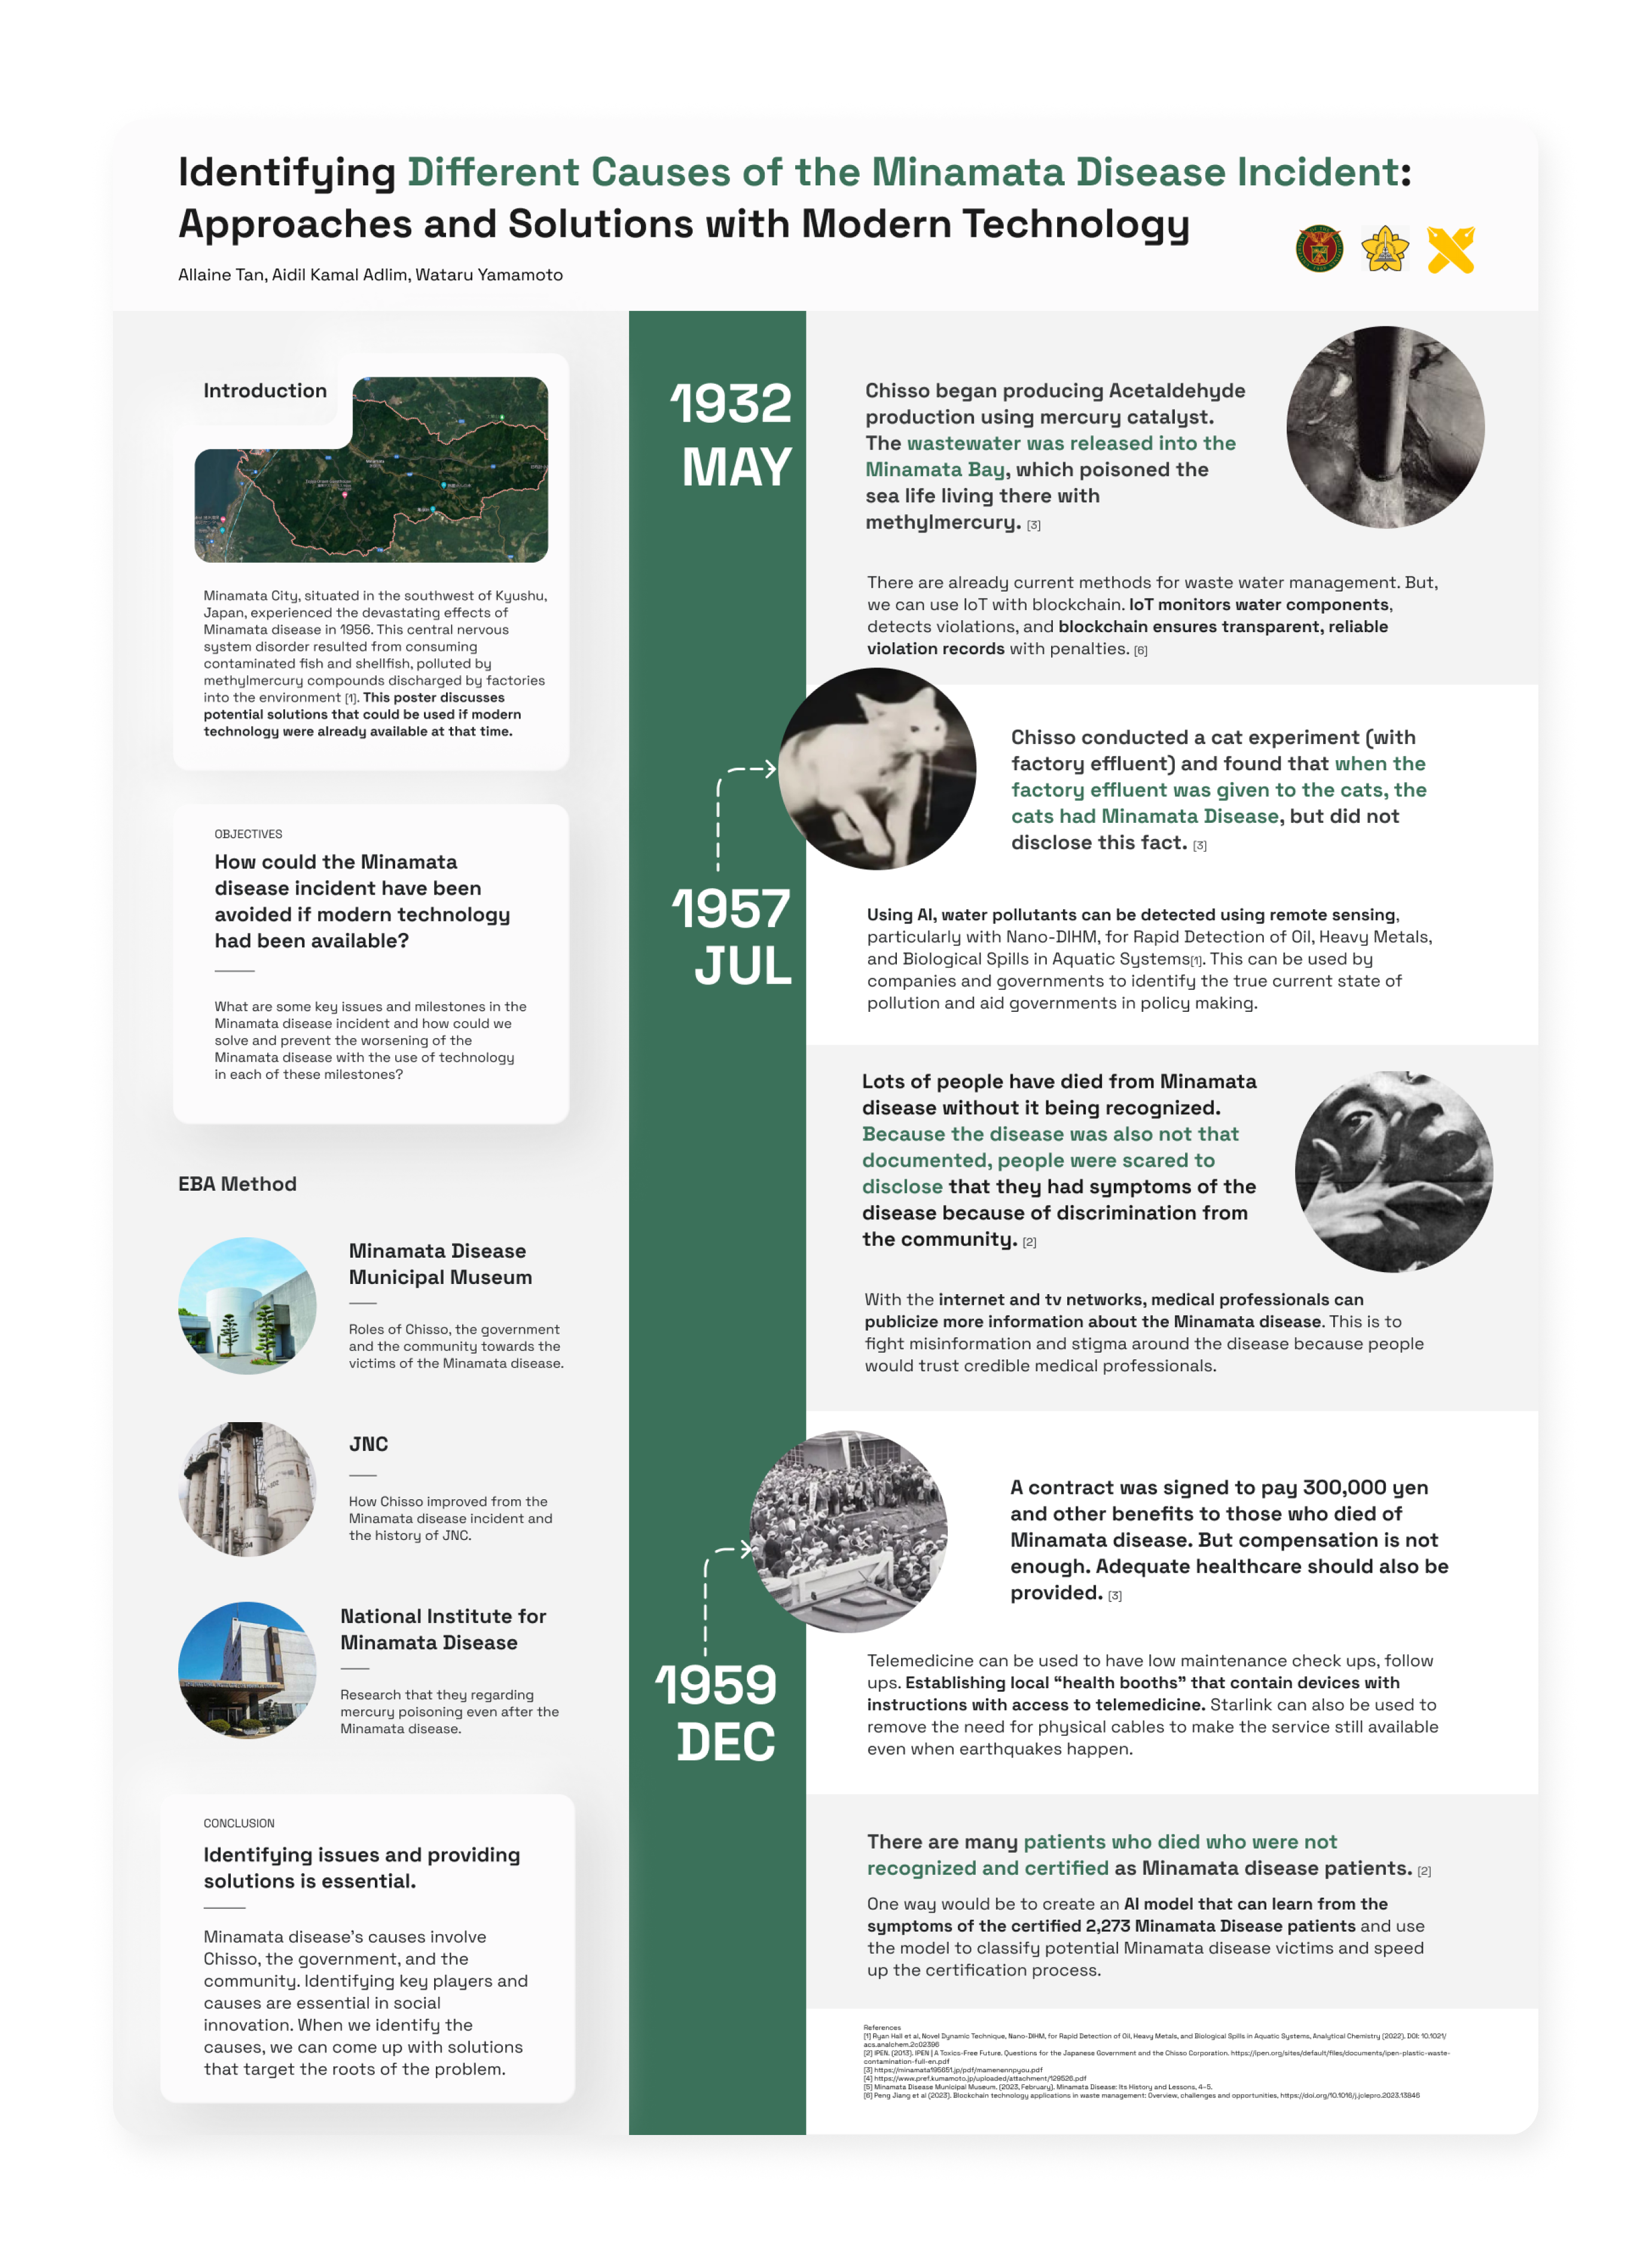 Identifying Different Causes of the Minamata Disease Incident:
Approaches and Solutions with Modern Technology
Allaine Tan, Aidil Kamal Adlim, Wataru Yamamoto
Introduction
Minamata City, situated in the southwest of Kyushu,
Japan, experienced the devastating effects of
Minamata disease in 1956. This central nervous
system disorder resulted from consuming
contaminated fish and shellfish, polluted by
methylmercury compounds discharged by factories
into the environment [1]. This poster discusses
potential solutions that could be used if modern
technology were already available at that time.
OBJECTIVES
How could the Minamata
disease incident have been
avoided if modern technology
had been available?
What are some key issues and milestones in the
Minamata disease incident and how could we
solve and prevent the worsening of the
Minamata disease with the use of technology
in each of these milestones?
EBA Method
Minamata Disease
Municipal Museum
Roles of Chisso, the government
and the community towards the
victims of the Minamata disease.
JNC
How Chisso improved from the
Minamata disease incident and
the history of JNC.
National Institute for
Minamata Disease
Research that they regarding
mercury poisoning even after the
Minamata disease.
CONCLUSION
Identifying issues and providing
solutions is essential.
Minamata disease's causes involve
Chisso, the government, and the
community. Identifying key players and
causes are essential in social
innovation. When we identify the
causes, we can come up with solutions
that target the roots of the problem.
1932
MAY
Chisso began producing Acetaldehyde
production using mercury catalyst.
The wastewater was released into the
Minamata Bay, which poisoned the
sea life living there with
methylmercury. [3]
There are already current methods for waste water management. But,
we can use IoT with blockchain. IoT monitors water components,
detects violations, and blockchain ensures transparent, reliable
violation records with penalties. [6]
1957
JUL
Chisso conducted a cat experiment (with
factory effluent) and found that when the
factory effluent was given to the cats, the
cats had Minamata Disease, but did not
disclose this fact. [3]
Using AI, water pollutants can be detected using remote sensing,
particularly with Nano-DIHM, for Rapid Detection of Oil, Heavy Metals,
and Biological Spills in Aquatic Systems[1]. This can be used by
companies and governments to identify the true current state of
pollution and aid governments in policy making.
Lots of people have died from Minamata
disease without it being recognized.
Because the disease was also not that
documented, people were scared to
disclose that they had symptoms of the
disease because of discrimination from
the community. [2]
With the internet and tv networks, medical professionals can
publicize more information about the Minamata disease. This is to
fight misinformation and stigma around the disease because people
would trust credible medical professionals.
1959
DEC
A contract was signed to pay 300,000 yen
and other benefits to those who died of
Minamata disease. But compensation is not
enough. Adequate healthcare should also be
provided. [3]
Telemedicine can be used to have low maintenance check ups, follow
ups. Establishing local “health booths” that contain devices with
instructions with access to telemedicine. Starlink can also be used to
remove the need for physical cables to make the service still available
even when earthquakes happen.
There are many patients who died who were not
recognized and certified as Minamata disease patients. [2]
One way would be to create an AI model that can learn from the
symptoms of the certified 2,273 Minamata Disease patients and use
the model to classify potential Minamata disease victims and speed
up the certification process.
References
[1] Ryan Hall et al, Novel Dynamic Technique, Nano-DIHM, for Rapid Detection of Oil, Heavy Metals, and Biological Spills in Aquatic Systems, Analytical Chemistry (2022). DOI: 10.1021/
acs.analchem.2c02396
[2] IPEN. (2013). IPEN | A Toxics-Free Future. Questions for the Japanese Government and the Chisso Corporation. https://ipen.org/sites/default/files/documents/ipen-plastic-waste-
contamination-full-en.pdf
[3] https://minamata195651.jp/pdf/mamenennpyou.pdf
[4] https://www.pref.kumamoto.jp/uploaded/attachment/129526.pdf
[5] Minamata Disease Municipal Museum. (2023, February). Minamata Disease: Its History and Lessons, 4-5.
[6] Peng Jiang et al (2023). Blockchain technology applications in waste management: Overview, challenges and opportunities, https://doi.org/10.1016/j.jclepro.2023.13846